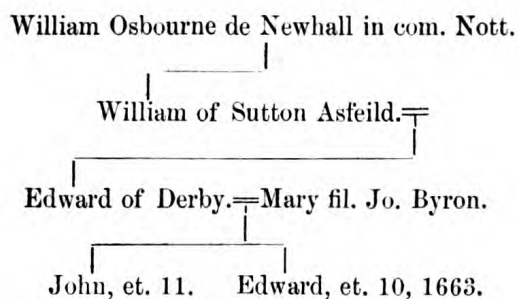 William Osbourne de Newhall in com. Nott.
William of Sutton Asfeild.=
Edward of Derby.=Mary fil. Jo. Byron.
John, et. 11. Edward, et. 10, 1663.